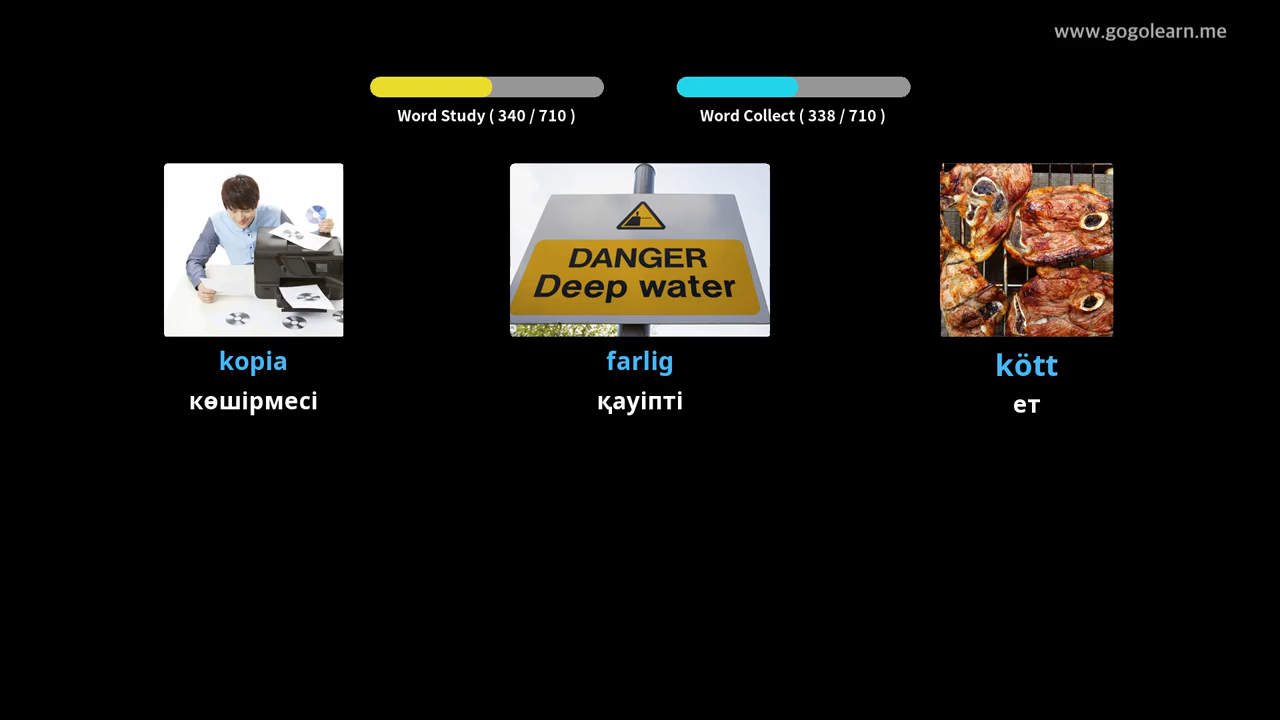 www.gogolearn.me
Word Study ( 340 / 710 )
Word Collect ( 338 / 710 )
DANGER
Deep water
kopia
farlig
kött
көшірмесі
қауіпті
ет